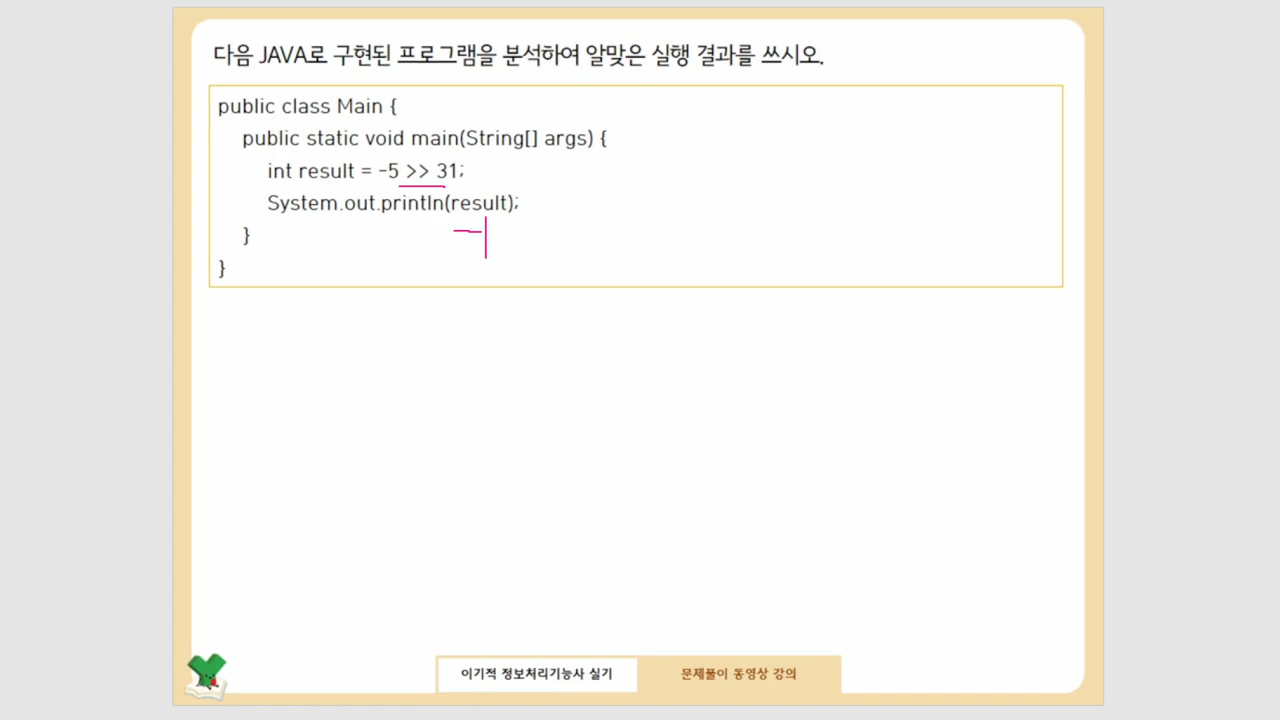 다음 JAVA로 구현된 프로그램을 분석하여 알맞은 실행 결과를 쓰시오.
public class Main {
public static void main(String[] args) {
int result = -5 >> 31;
System.out.println(result);
-1
}
}
이기적 정보처리기능사 실기
문제풀이 동영상 강의